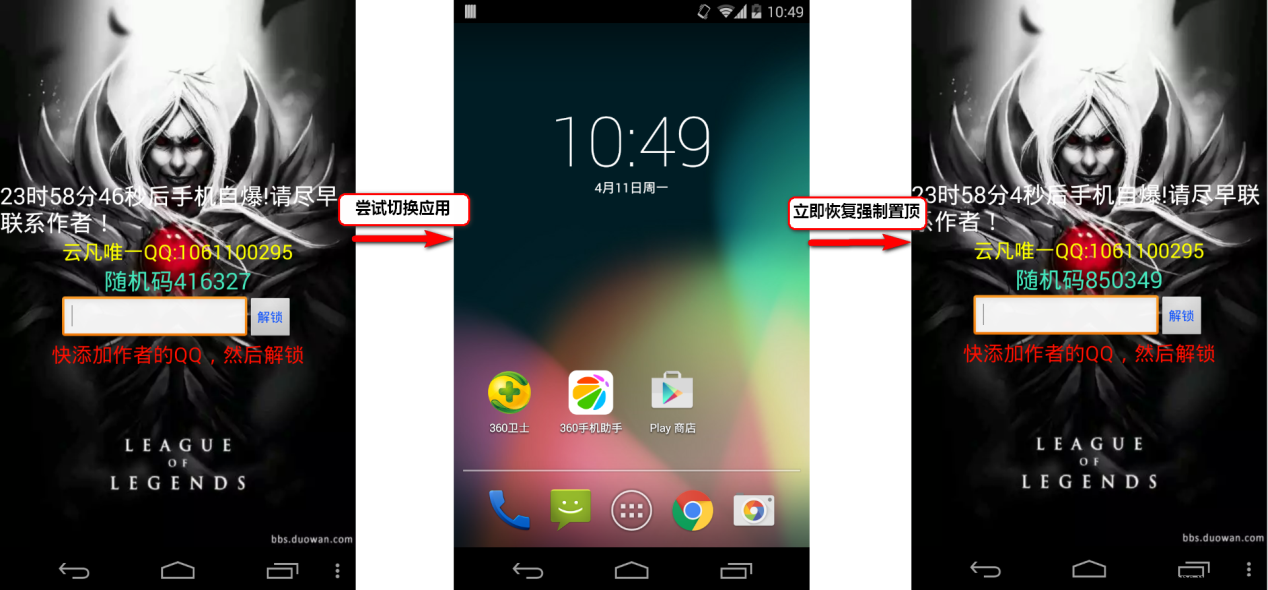 23时58分46秒后手机自爆!请尽早
联系作者！
云凡唯一QQ:1061100295
随机码416327
解锁
快添加作者的QQ，然后解锁
LEAGUE
OF
LEGENDS
bbs.duowan.com
尝试切换应用
10:49
10:49
4月11日周一
360卫士
360手机助手
Play 商店
立即恢复强制置顶
23时58分4秒后手机自爆!请尽早联
系作者！
云凡唯一QQ:1061100295
随机码850349
解锁
快添加作者的QQ，然后解锁
LEAGUE
OF
LEGENDS
bbs.duowan.com